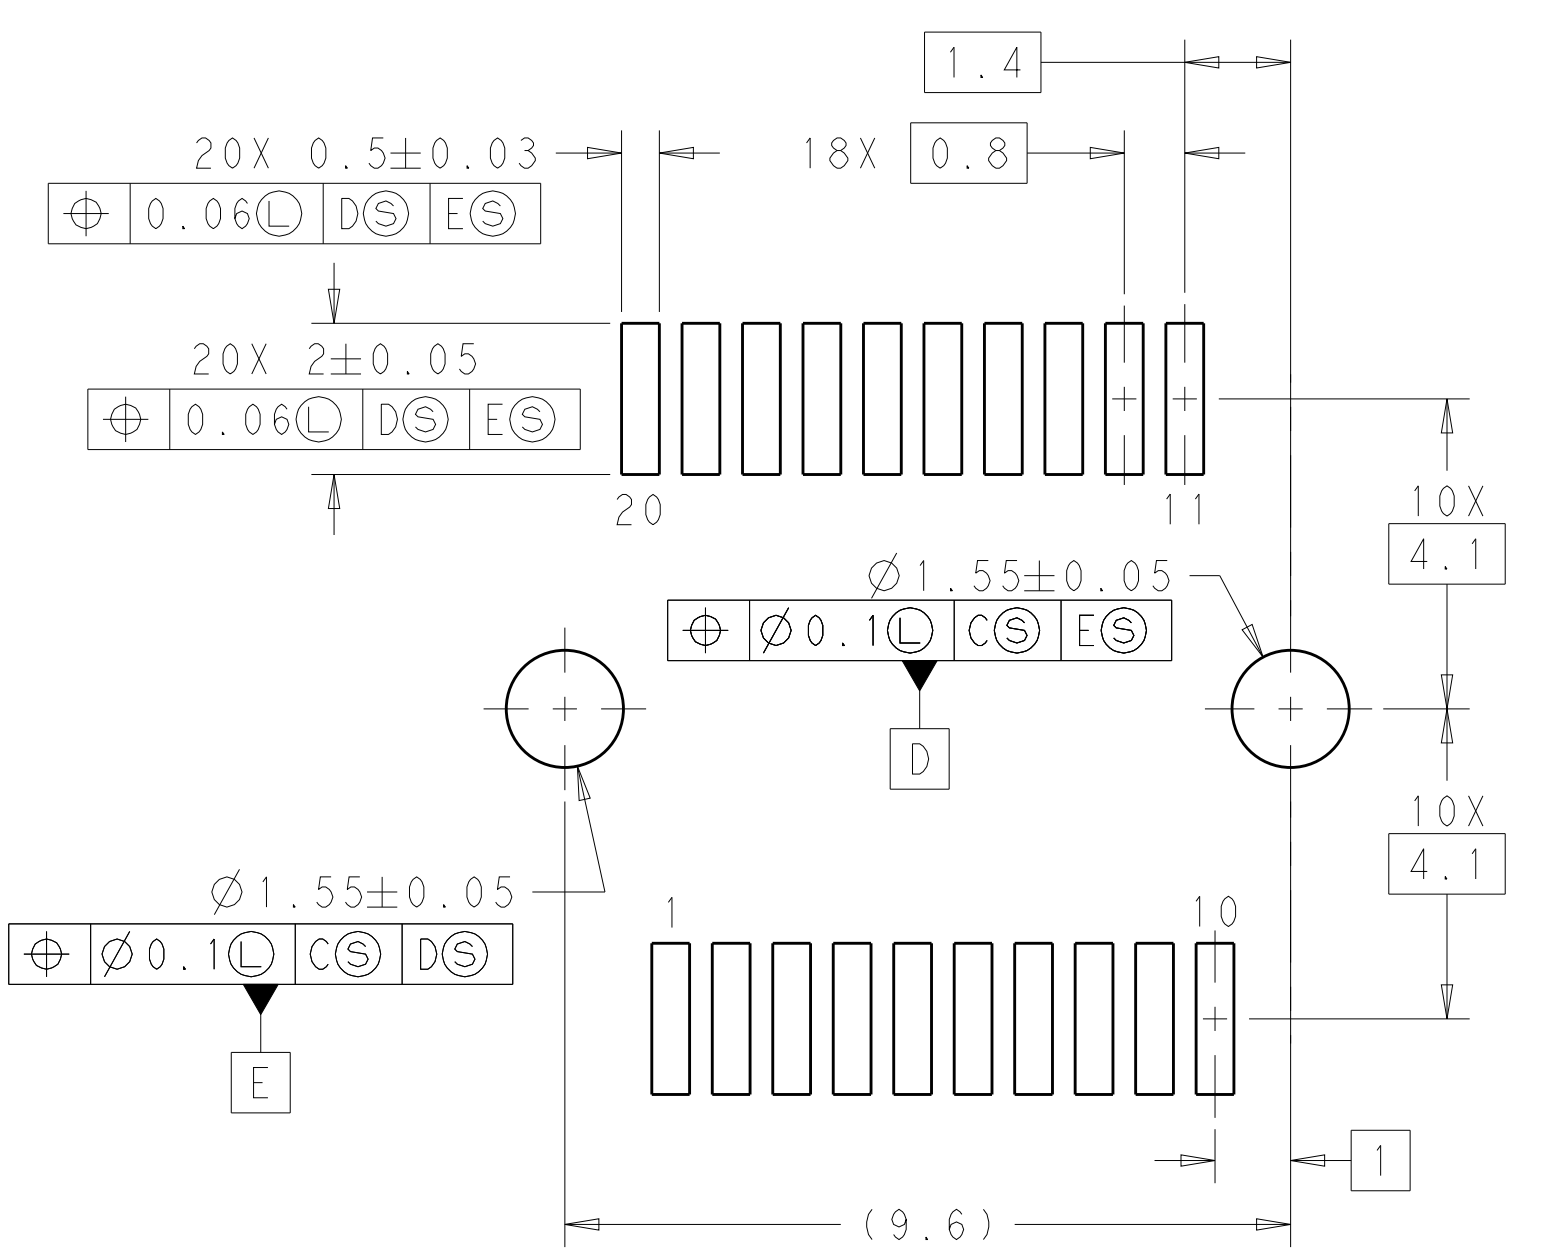 1.4
20X 0.5±0.03
18X 0.8
⌖ 0.06Ⓛ DⓈ EⓈ
20X 2±0.05
⌖ 0.06Ⓛ DⓈ EⓈ
20
11
10X
4.1
⌀1.55±0.05
⌖ ⌀0.1Ⓛ CⓈ EⓈ
D
10X
4.1
⌀1.55±0.05
⌖ ⌀0.1Ⓛ CⓈ DⓈ
E
1
10
1
(9.6)